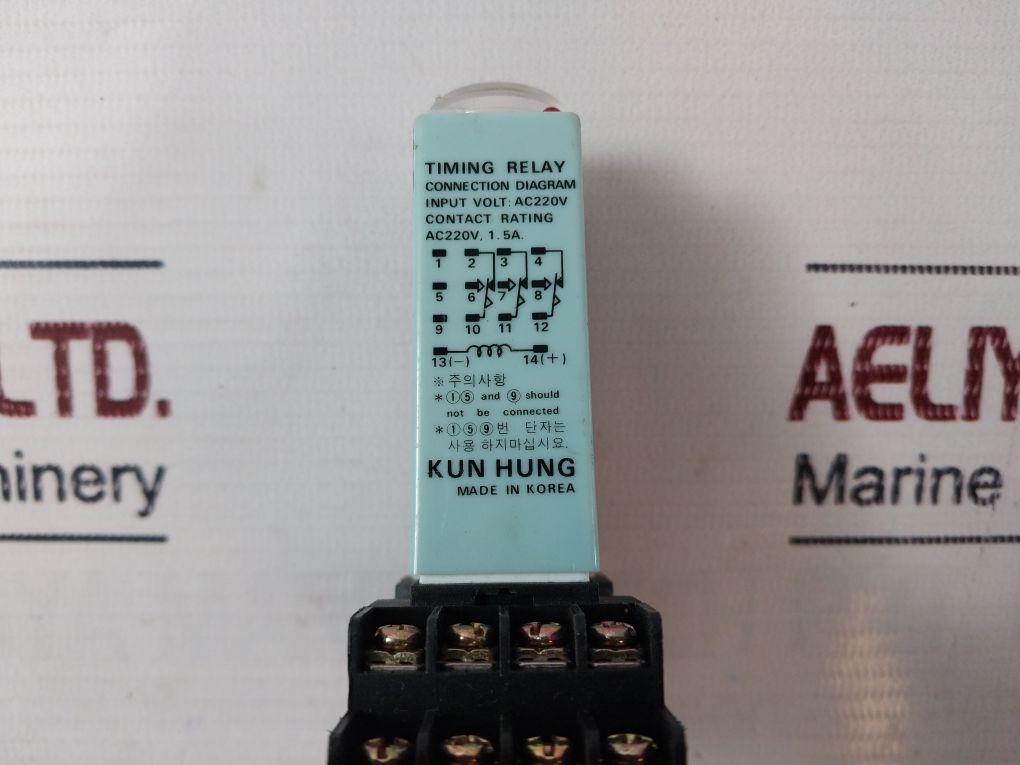 TIMING RELAY
CONNECTION DIAGRAM
INPUT VOLT: AC220V
CONTACT RATING
AC220V, 1.5A.
1 2 3 4
5 6 7 8
9 10 11 12
13(−) 14(+)
※ 주의사항
* ①⑤ and ⑨ should
not be connected
* ①⑤⑨번 단자는
사용 하지마십시요.
KUN HUNG
MADE IN KOREA
LTD.
inery
AELIY
Marine